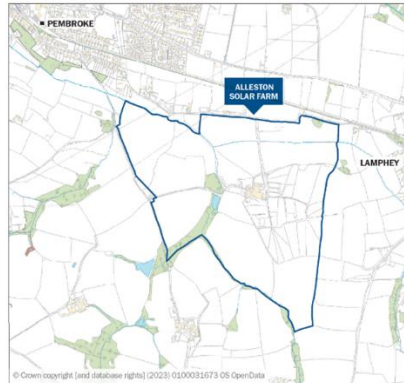 PEMBROKE
ALLESTON
SOLAR FARM
LAMPHEY
© Crown copyright [and database rights] (2023) 0100031673 OS OpenData